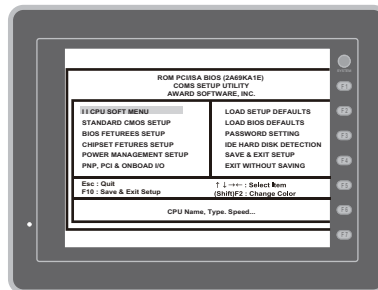 ROM PCI/ISA BIOS (2A69KA1E)
COMS SETUP UTILITY
AWARD SOFTWARE, INC.
SYSTEM
F1
I I CPU SOFT MENU
STANDARD CMOS SETUP
BIOS FETUREES SETUP
CHIPSET FETURES SETUP
POWER MANAGEMENT SETUP
PNP, PCI & ONBOAD I/O
LOAD SETUP DEFAULTS
LOAD BIOS DEFAULTS
PASSWORD SETTING
IDE HARD DISK DETECTION
SAVE & EXIT SETUP
EXIT WITHOUT SAVING
F2
F3
F4
Esc : Quit
F10 : Save & Exit Setup
↑ ↓ → ← : Select Item
(Shift)F2 : Change Color
F5
CPU Name, Type. Speed...
F6
F7